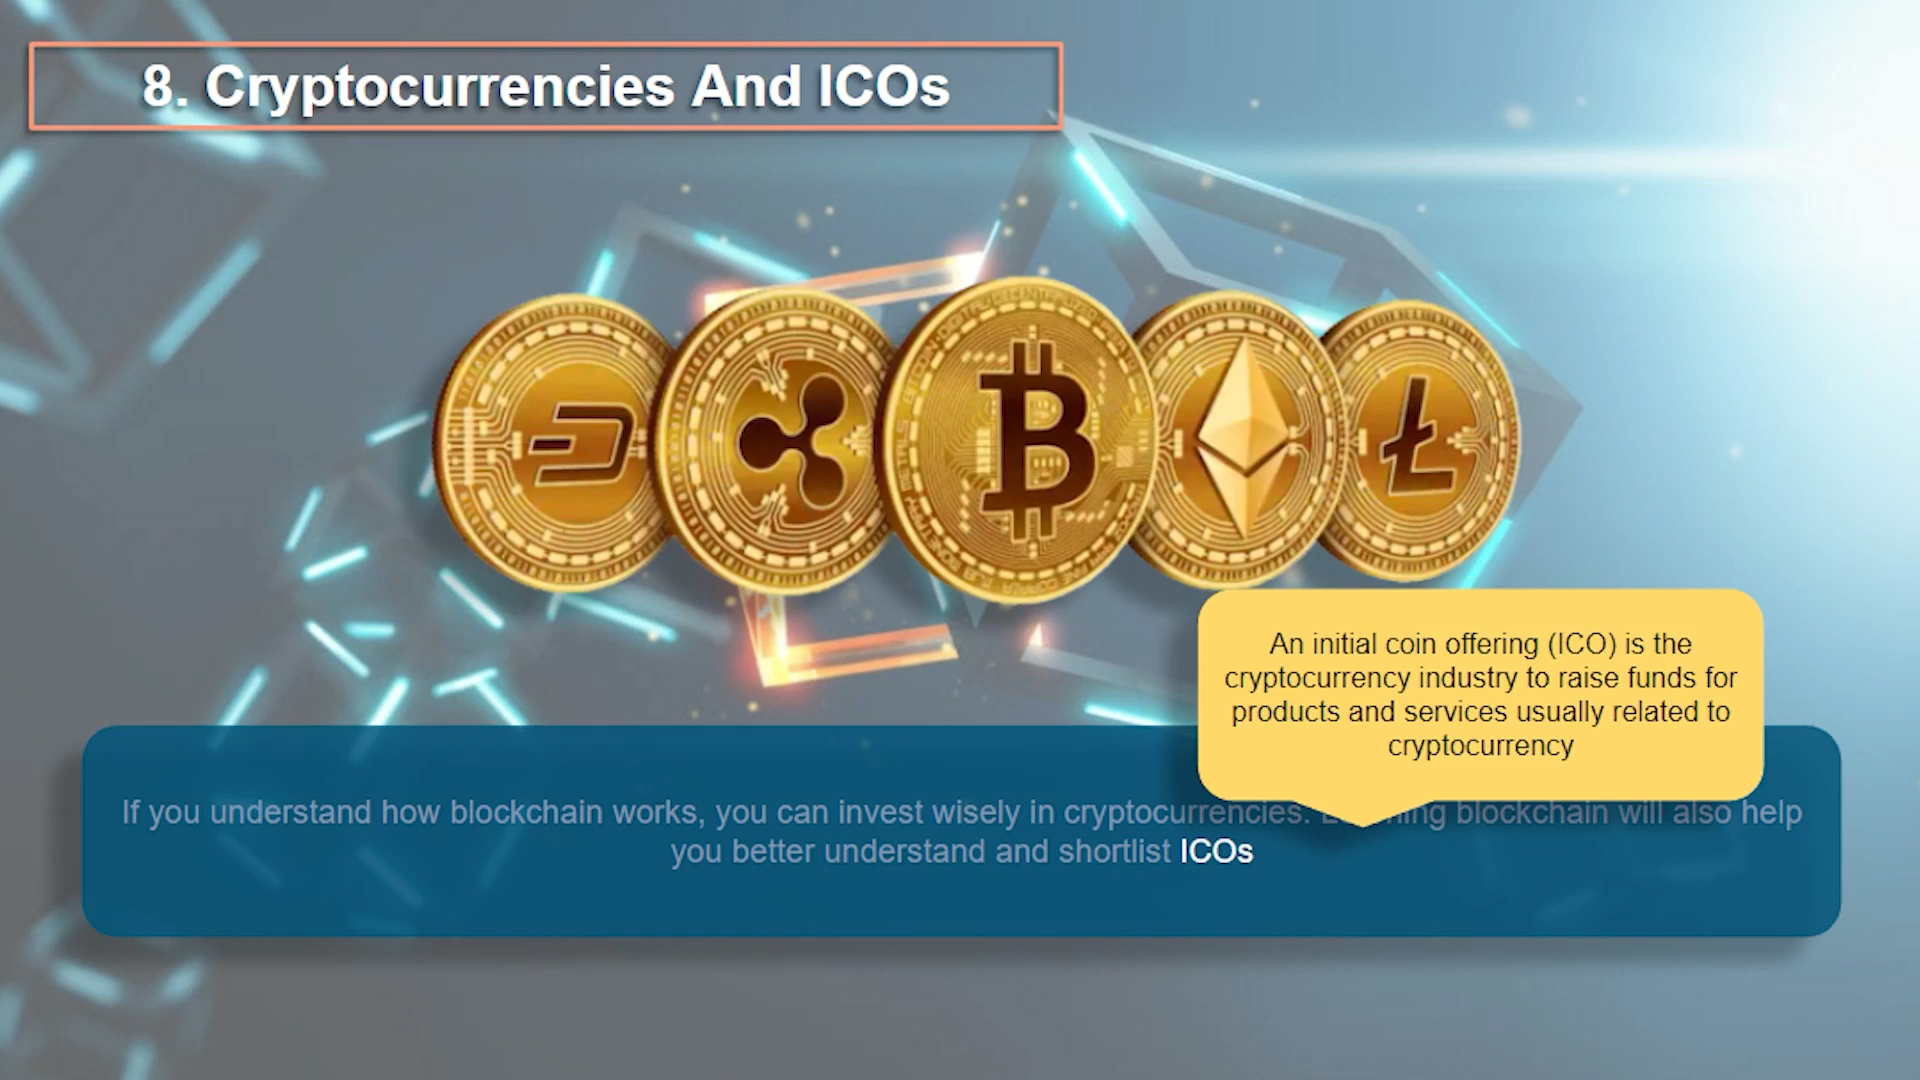 8. Cryptocurrencies And ICOs
An initial coin offering (ICO) is the
cryptocurrency industry to raise funds for
products and services usually related to
cryptocurrency
If you understand how blockchain works, you can invest wisely in cryptocurrencies. blockchain will also help
you better understand and shortlist ICOs